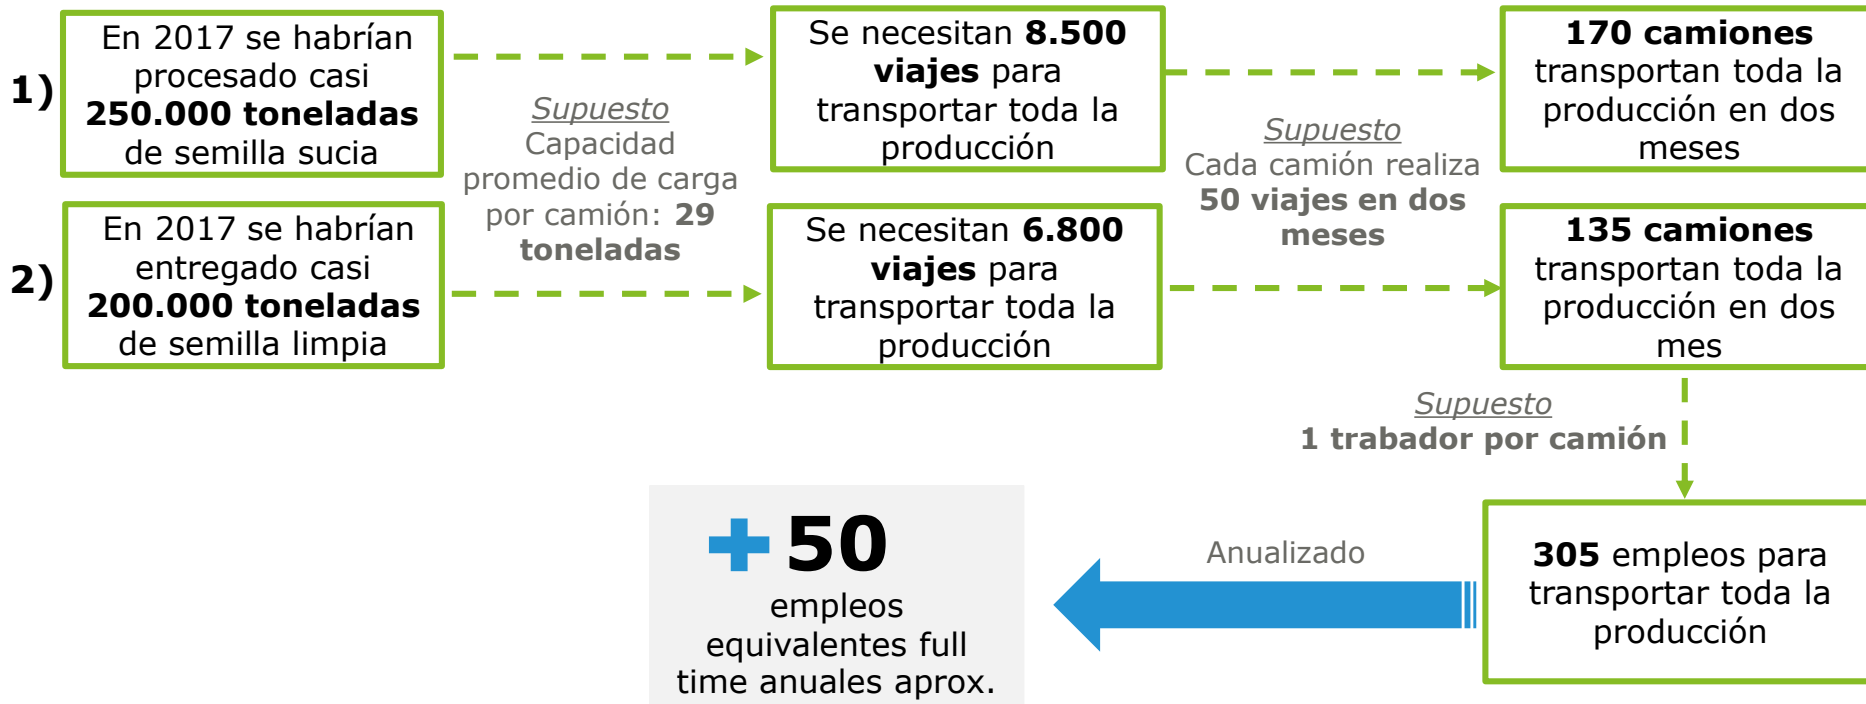 1)
En 2017 se habrían
procesado casi
250.000 toneladas
de semilla sucia
Supuesto
Capacidad
promedio de carga
por camión: 29
toneladas
Se necesitan 8.500
viajes para
transportar toda la
producción
Supuesto
Cada camión realiza
50 viajes en dos
meses
170 camiones
transportan toda la
producción en dos
meses
2)
En 2017 se habrían
entregado casi
200.000 toneladas
de semilla limpia
Se necesitan 6.800
viajes para
transportar toda la
producción
135 camiones
transportan toda la
producción en dos
mes
Supuesto
1 trabador por camión
305 empleos para
transportar toda la
producción
Anualizado
+ 50
empleos
equivalentes full
time anuales aprox.